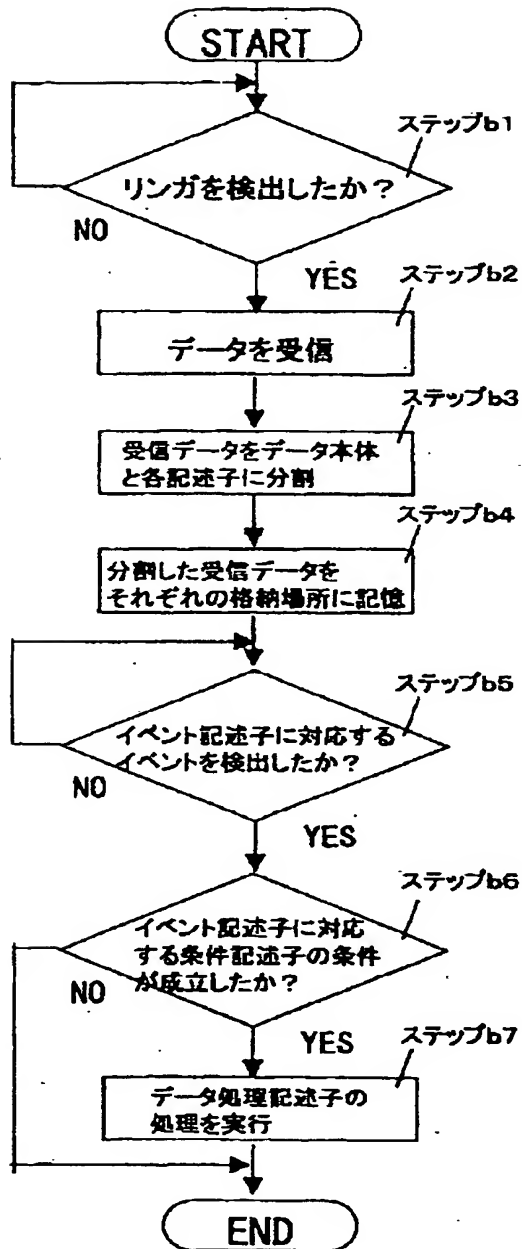 START
ステップb1
リンガを検出したか？
NO
YES
ステップb2
データを受信
ステップb3
受信データをデータ本体
と各記述子に分割
ステップb4
分割した受信データを
それぞれの格納場所に記憶
ステップb5
イベント記述子に対応する
イベントを検出したか？
NO
YES
ステップb6
イベント記述子に対応
する条件記述子の条件
が成立したか？
NO
YES
ステップb7
データ処理記述子の
処理を実行
END